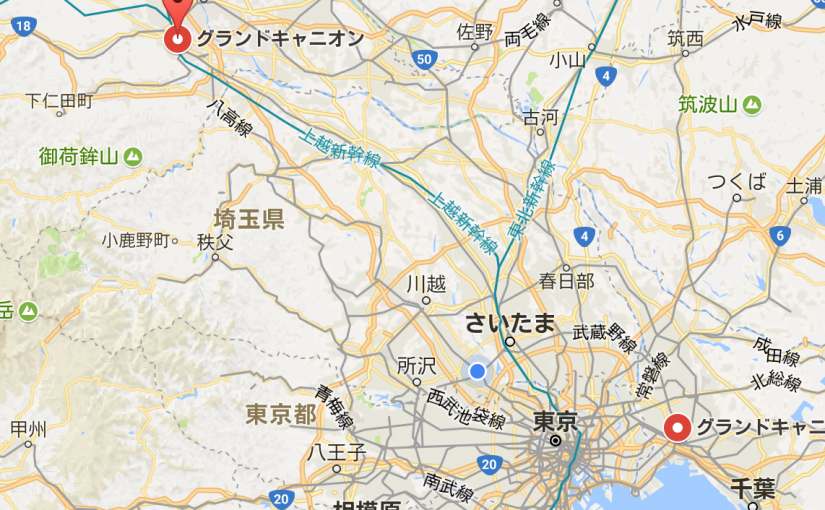 18
グランドキャニオン
佐野
両毛線
水戸線
50
小山
筑西
4
下仁田町
八高線
古河
筑波山
御荷鉾山
上越新幹線
東北新幹線
つくば
土浦
埼玉県
上越新幹線
小鹿野町
秩父
4
6
川越
春日部
岳
さいたま
武蔵野線
成田線
所沢
常磐線
北総線
青梅線
西武池袋線
東京都
東京
グランドキャニ
甲州
八王子
20
南武線
千葉
20
相模原